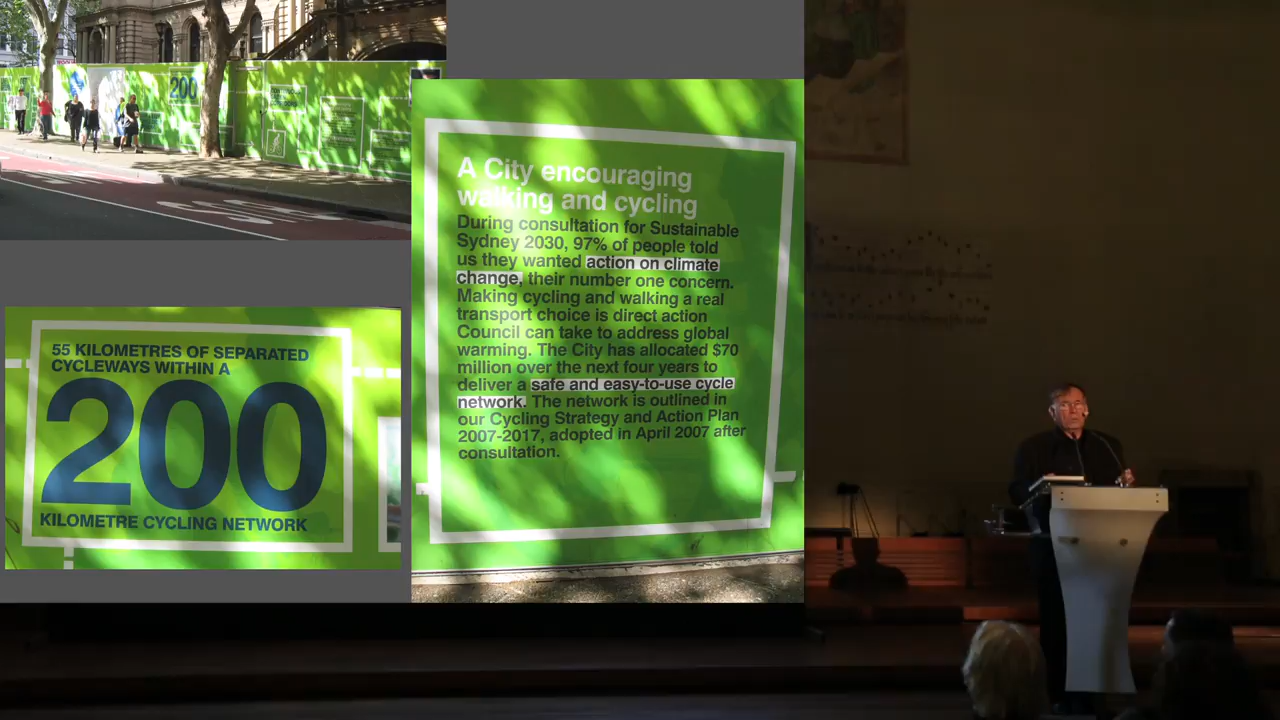 200
55 KILOMETRES OF SEPARATED
CYCLEWAYS WITHIN A
200
KILOMETRE CYCLING NETWORK
A City encouraging
walking and cycling
During consultation for Sustainable
Sydney 2030, 97% of people told
us they wanted action on climate
change, their number one concern.
Making cycling and walking a real
transport choice is direct action
Council can take to address global
warming. The City has allocated $70
million over the next four years to
deliver a safe and easy-to-use cycle
network. The network is outlined in
our Cycling Strategy and Action Plan
2007-2017, adopted in April 2007 after
consultation.